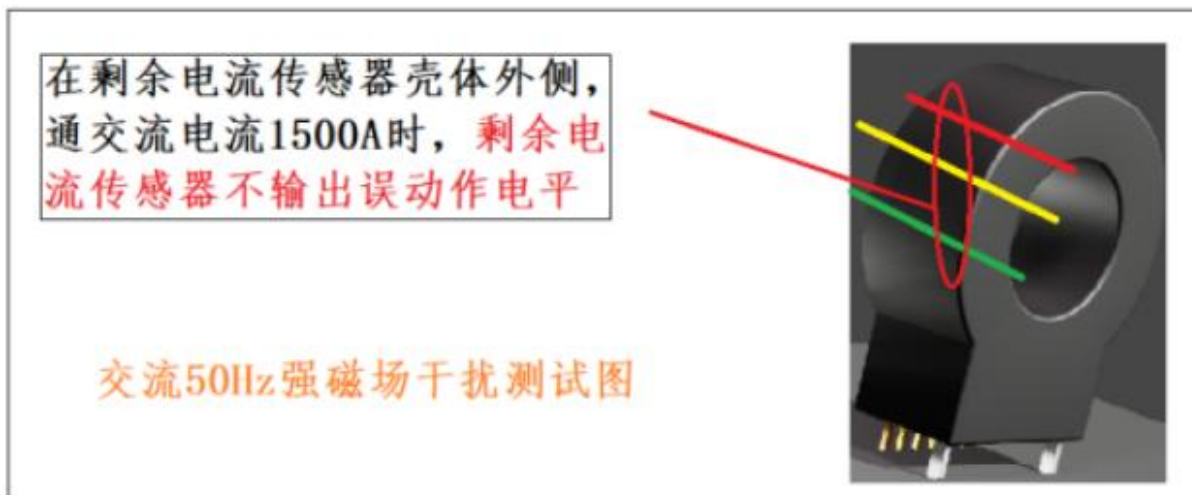 在剩余电流传感器壳体外侧，
通交流电流1500A时，剩余电
流传感器不输出误动作电平
交流50Hz强磁场干扰测试图